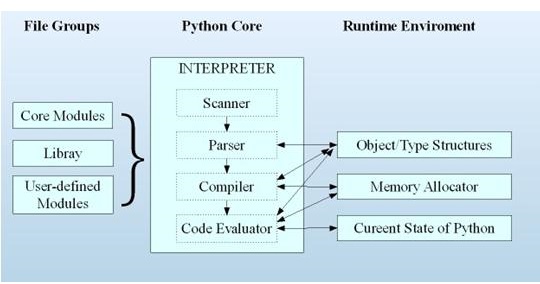 File Groups
Python Core
Runtime Enviroment
INTERPRETER
Core Modules
Libray
User-defined
Modules
Scanner
Parser
Compiler
Code Evaluator
Object/Type Structures
Memory Allocator
Cureent State of Python